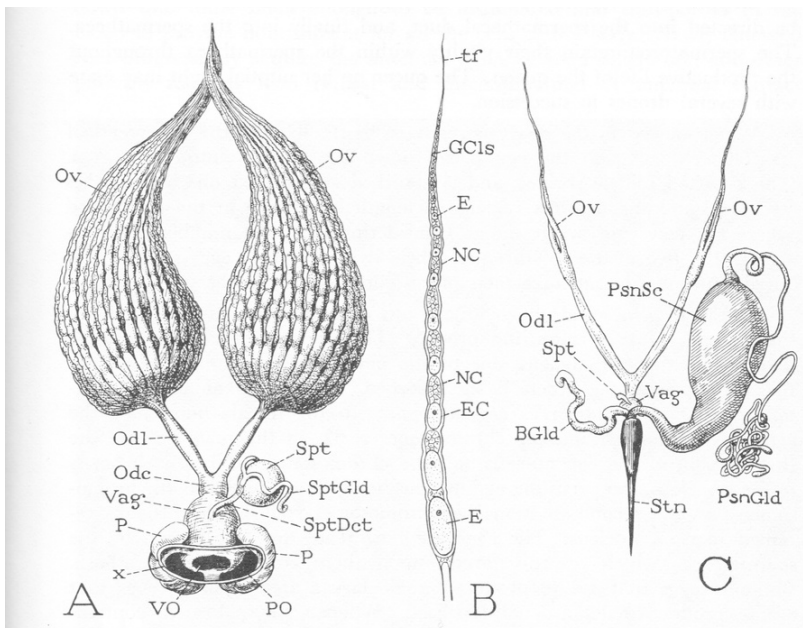 Ov
Ov
Odl
Odc
Vag
P
x
VO
PO
P
SptDct
SptGld
Spt
A
tf
GCls
E
NC
NC
EC
E
B
Ov
Ov
PsnSc
Odl
Spt
Vag
BGld
PsnGld
Stn
C